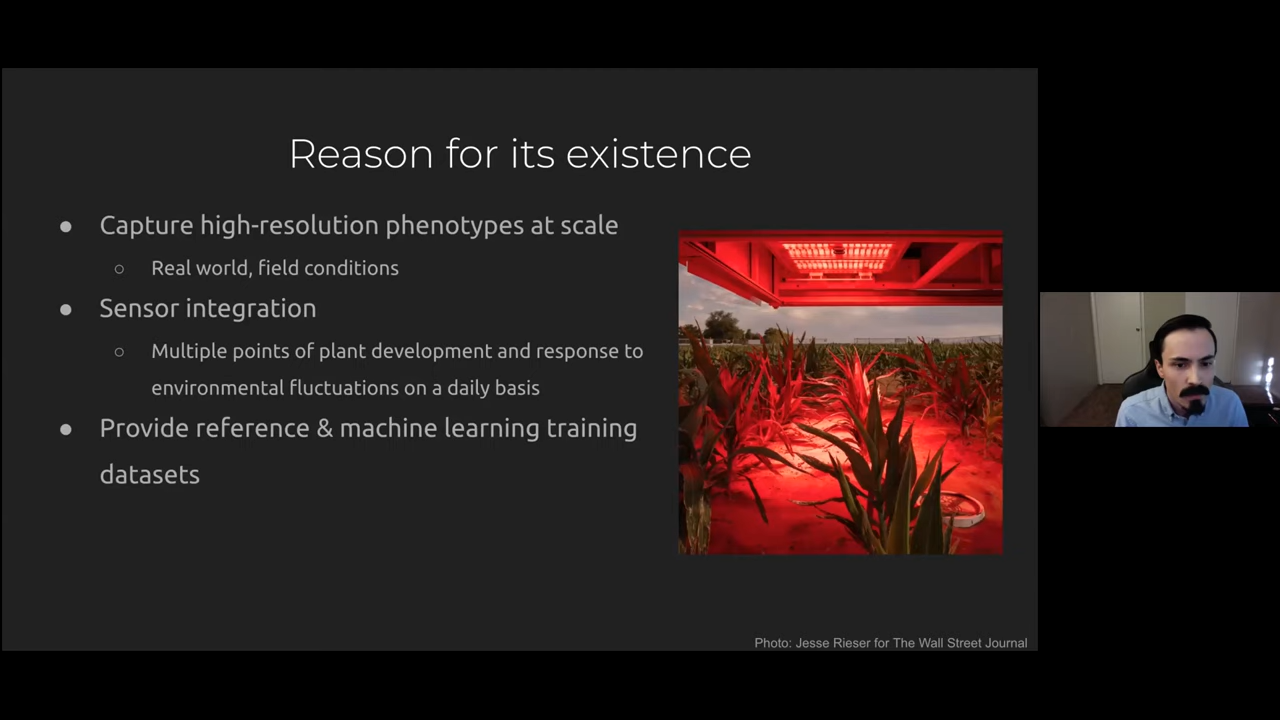 Reason for its existence
● Capture high-resolution phenotypes at scale
○ Real world, field conditions
● Sensor integration
○ Multiple points of plant development and response to
environmental fluctuations on a daily basis
● Provide reference & machine learning training
datasets
Photo: Jesse Rieser for The Wall Street Journal